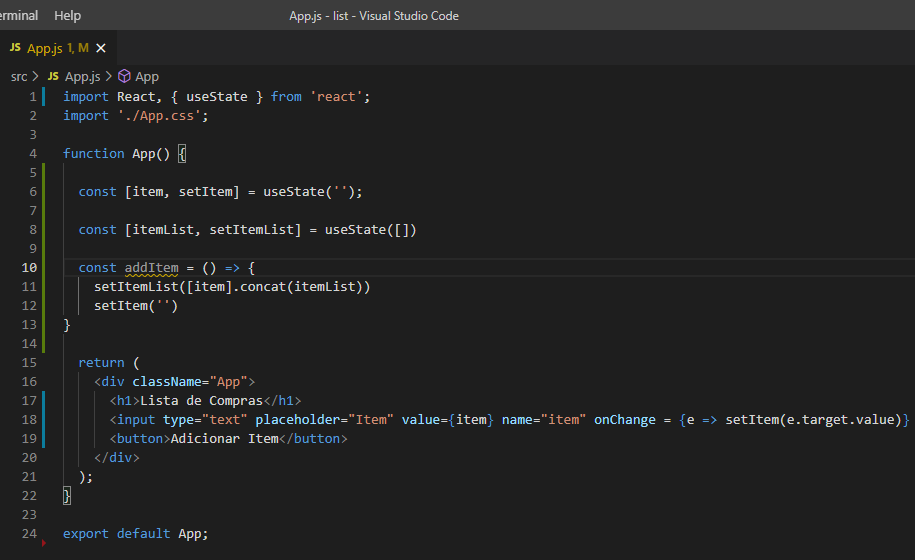 erminal Help App.js - list - Visual Studio Code
JS App.js 1, M ×
src > JS App.js > App
1 import React, { useState } from 'react';
2 import './App.css';
3
4 function App() {
5
6 const [item, setItem] = useState('');
7
8 const [itemList, setItemList] = useState([])
9
10 const addItem = () => {
11 setItemList([item].concat(itemList))
12 setItem('')
13 }
14
15 return (
16 <div className="App">
17 <h1>Lista de Compras</h1>
18 <input type="text" placeholder="Item" value={item} name="item" onChange = {e => setItem(e.target.value)}
19 <button>Adicionar Item</button>
20 </div>
21 );
22 }
23
24 export default App;